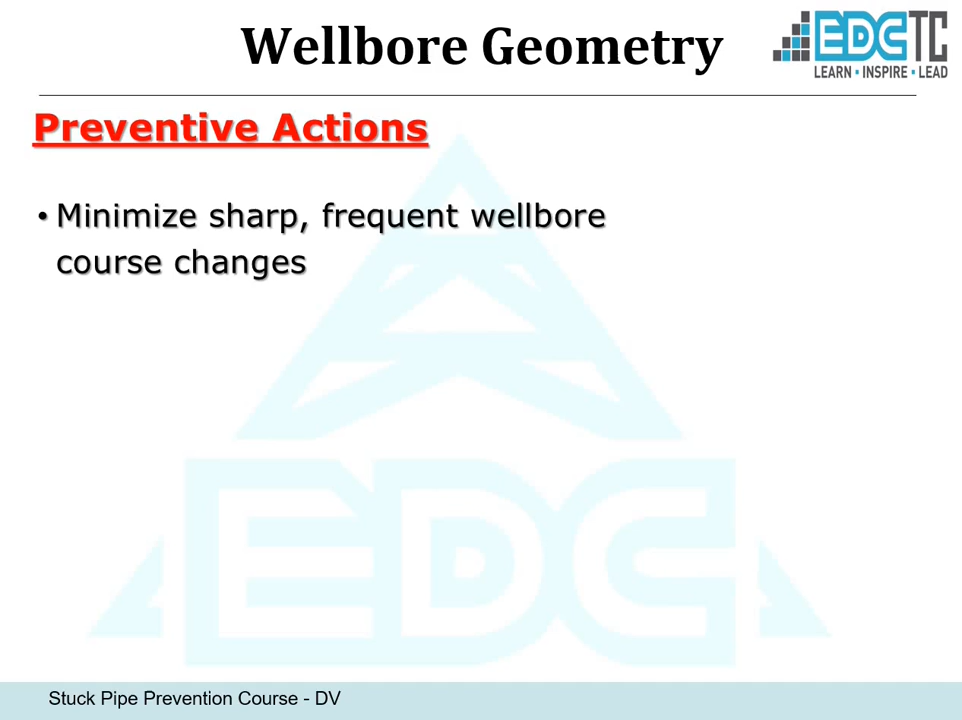 Wellbore Geometry
EDCTC
LEARN · INSPIRE · LEAD
Preventive Actions
• Minimize sharp, frequent wellbore
course changes
EDC
Stuck Pipe Prevention Course - DV